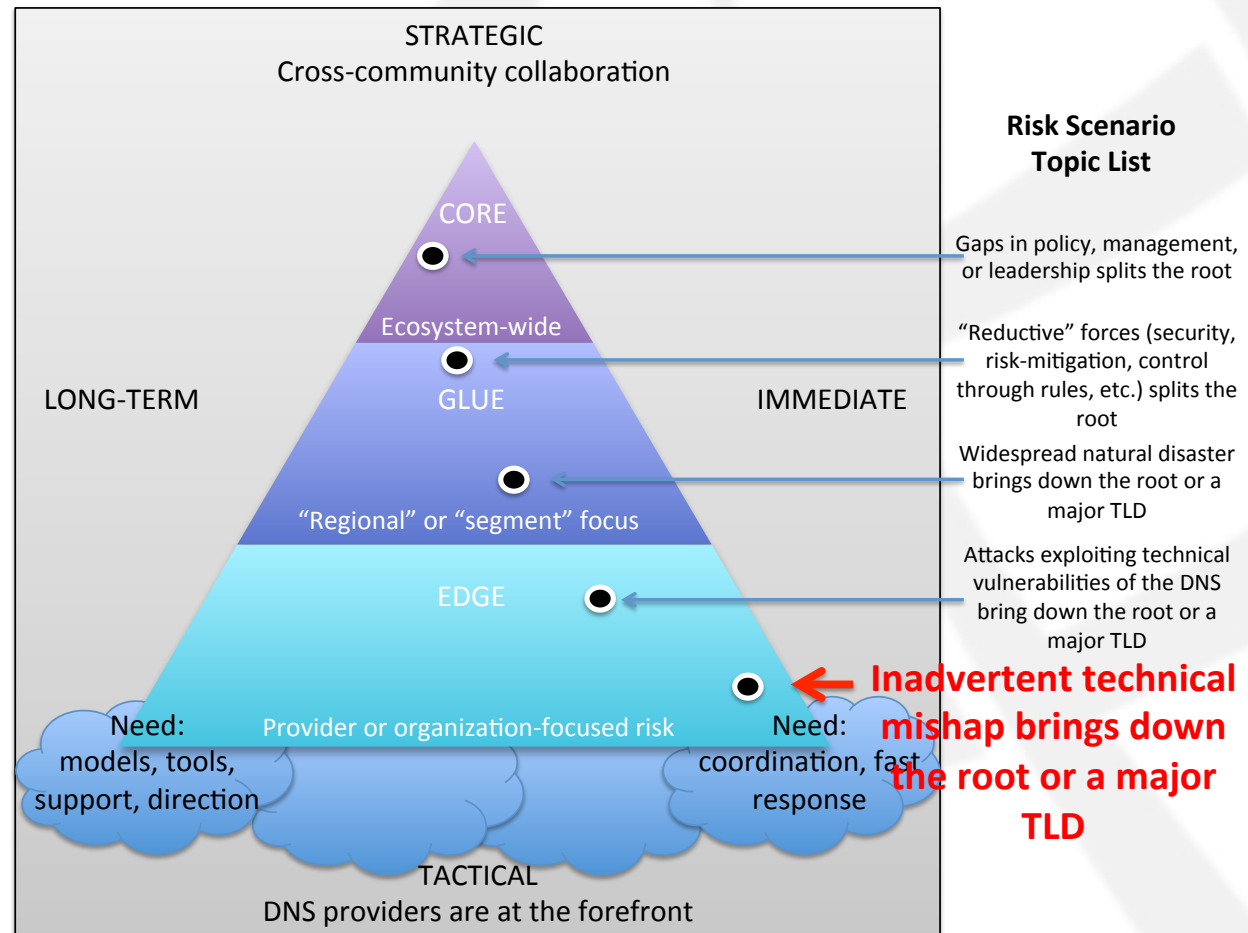 STRATEGIC
Cross-community collaboration
Risk Scenario
Topic List
CORE
Gaps in policy, management,
or leadership splits the root
Ecosystem-wide
“Reductive” forces (security,
risk-mitigation, control
through rules, etc.) splits the
root
LONG-TERM
GLUE
IMMEDIATE
Widespread natural disaster
brings down the root or a
major TLD
“Regional” or “segment” focus
Attacks exploiting technical
vulnerabilities of the DNS
bring down the root or a
major TLD
EDGE
Inadvertent technical
mishap brings down
the root or a major
TLD
Provider or organization-focused risk
Need:
models, tools,
support, direction
Need:
coordination, fast
response
TACTICAL
DNS providers are at the forefront